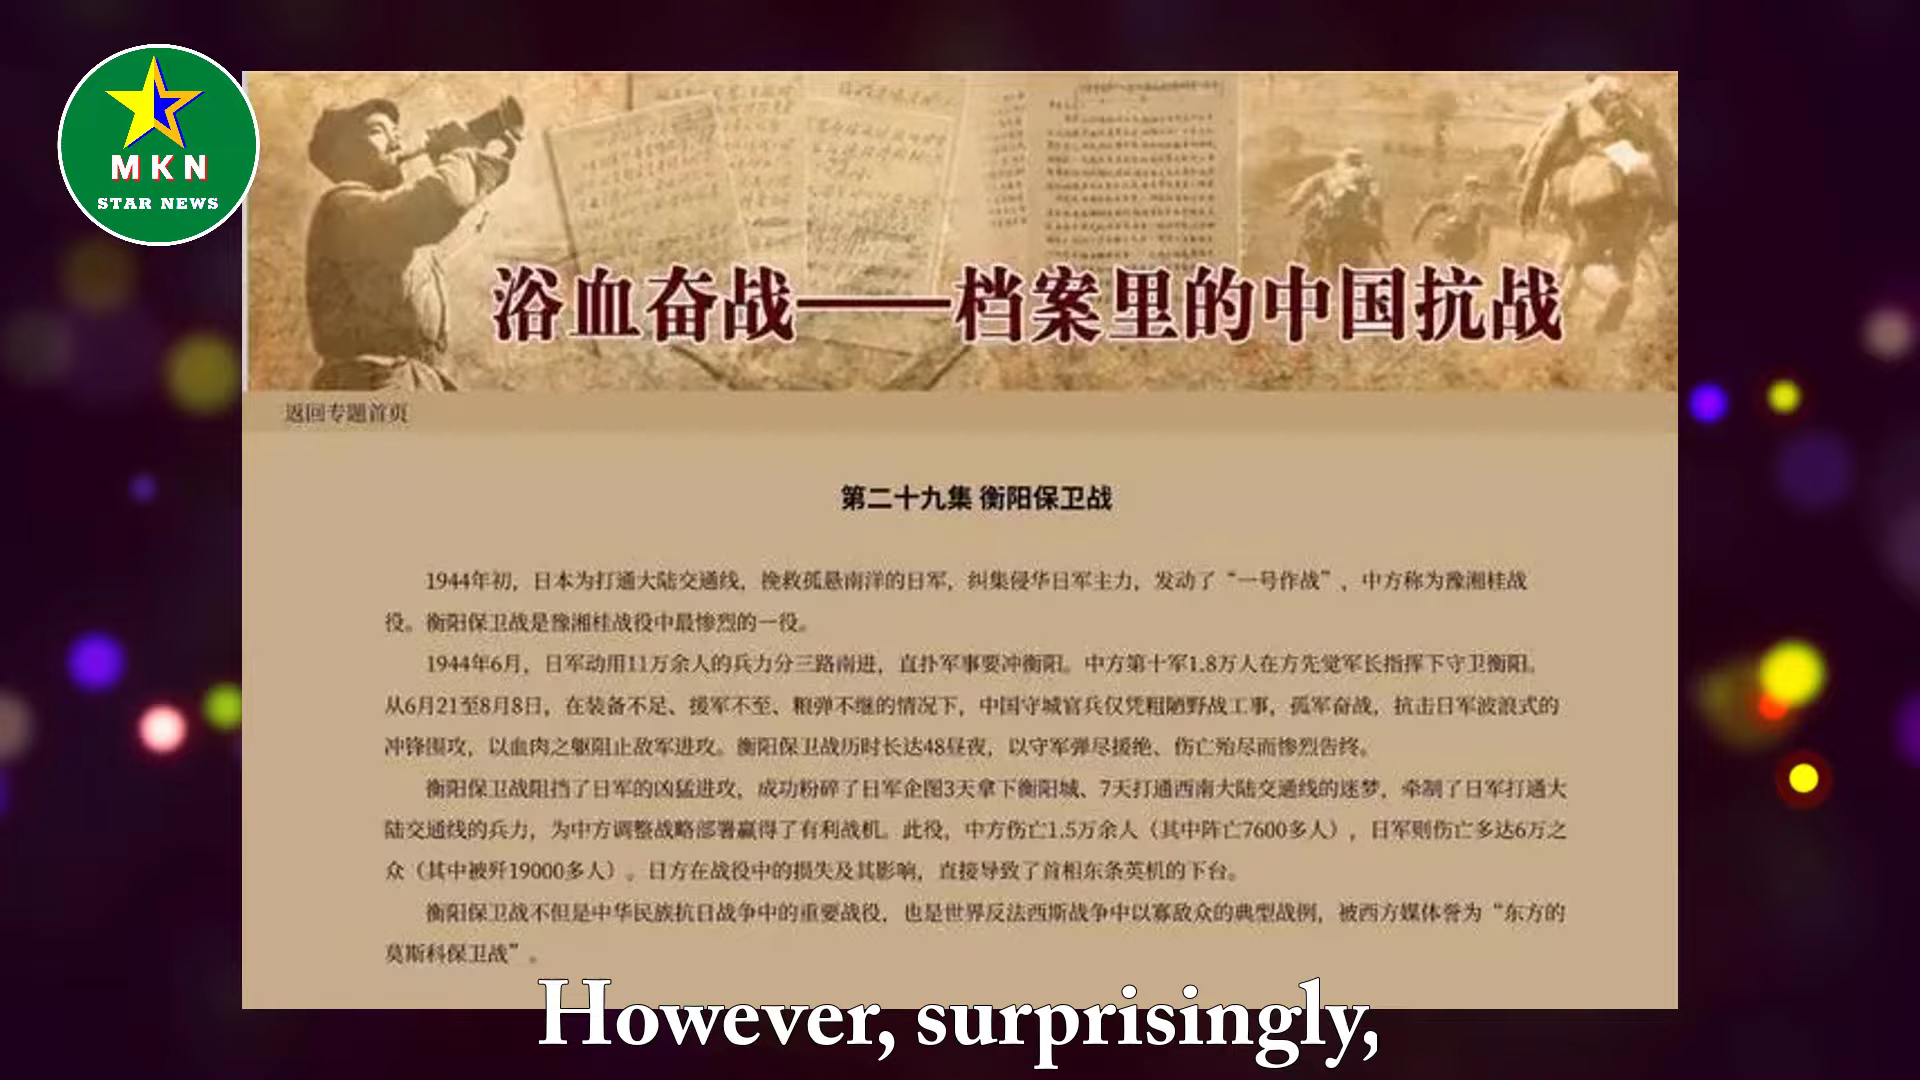 MKN
STAR NEWS
浴血奋战——档案里的中国抗战
返回专题首页
第二十九集 衡阳保卫战
1944年初，日本为打通大陆交通线，挽救孤悬南洋的日军，纠集侵华日军主力，发动了“一号作战”，中方称为豫湘桂战
役。衡阳保卫战是豫湘桂战役中最惨烈的一役。
1944年6月，日军动用11万余人的兵力分三路南进，直扑军事要冲衡阳。中方第十军1.8万人在方先觉军长指挥下守卫衡阳。
从6月21至8月8日，在装备不足、援军不至、粮弹不继的情况下，中国守城官兵仅凭粗陋野战工事，孤军奋战，抗击日军波浪式的
冲锋围攻，以血肉之躯阻止敌军进攻。衡阳保卫战历时长达48昼夜，以守军弹尽援绝、伤亡殆尽而惨烈告终。
衡阳保卫战阻挡了日军的凶猛进攻，成功粉碎了日军企图3天拿下衡阳城、7天打通西南大陆交通线的迷梦，牵制了日军打通大
陆交通线的兵力，为中方调整战略部署赢得了有利战机。此役，中方伤亡1.5万余人（其中阵亡7600多人），日军则伤亡多达6万之
众（其中被歼19000多人）。日方在战役中的损失及其影响，直接导致了首相东条英机的下台。
衡阳保卫战不但是中华民族抗日战争中的重要战役，也是世界反法西斯战争中以寡敌众的典型战例，被西方媒体誉为“东方的
莫斯科保卫战”。
However, surprisingly,